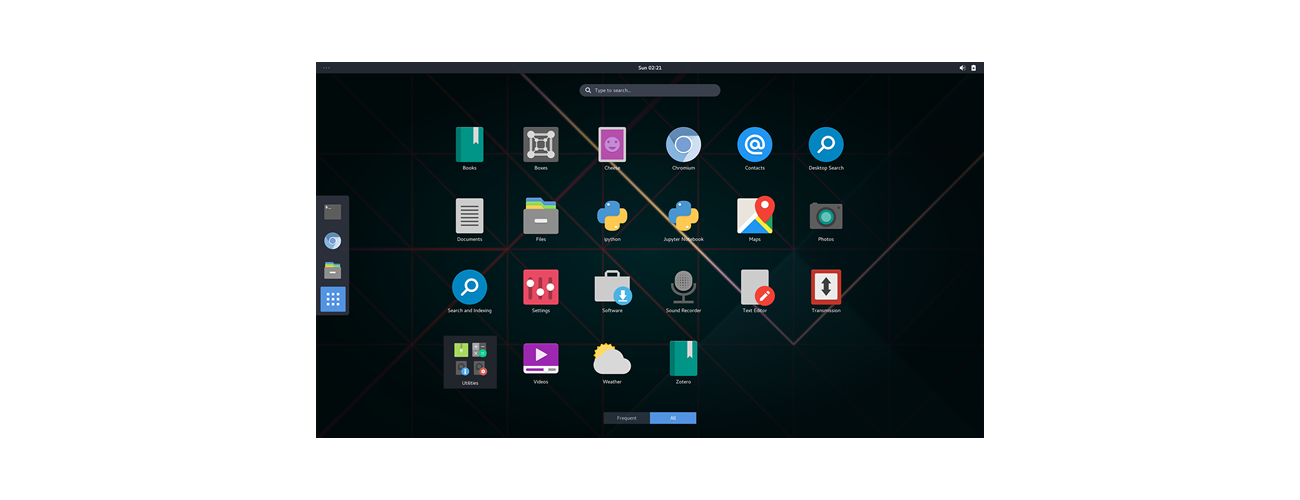 Sun 02:21
Type to search...
Books
Boxes
Cheese
Chromium
Contacts
Desktop Search
Documents
Files
ipython
Jupyter Notebook
Maps
Photos
Search and Indexing
Settings
Software
Sound Recorder
Text Editor
Transmission
Utilities
Videos
Weather
Zotero
Frequent
All